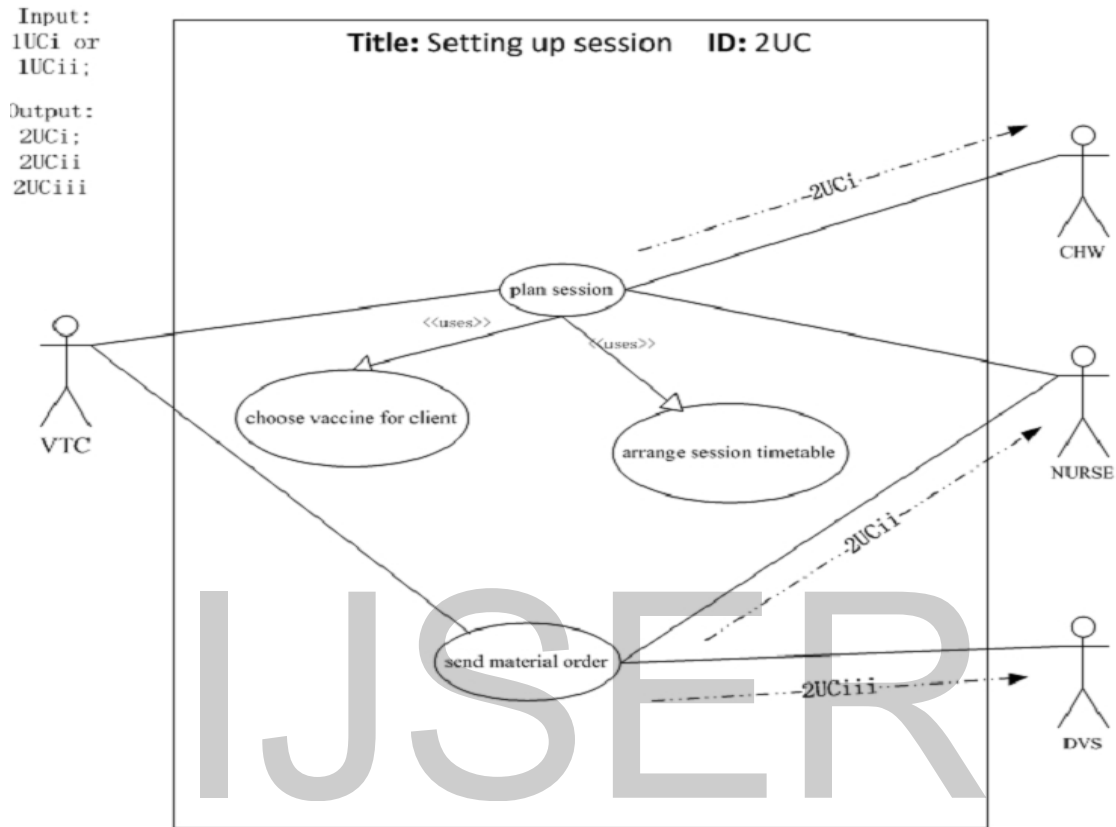 Input:
1UCi or
1UCii;
Output:
2UCi;
2UCii
2UCiii
Title: Setting up session ID: 2UC
2UCi
CHW
plan session
<<uses>>
<<uses>>
VTC
choose vaccine for client
arrange session timetable
NURSE
2UCii
send material order
2UCiii
DVS
IJSER